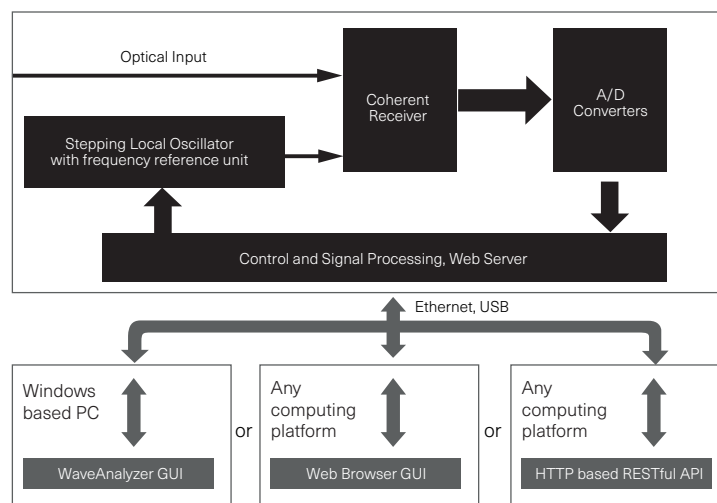 Optical Input
Coherent
Receiver
A/D
Converters
Stepping Local Oscillator
with frequency reference unit
Control and Signal Processing, Web Server
Ethernet, USB
Windows
based PC
WaveAnalyzer GUI
or
Any
computing
platform
Web Browser GUI
or
Any
computing
platform
HTTP based RESTful API